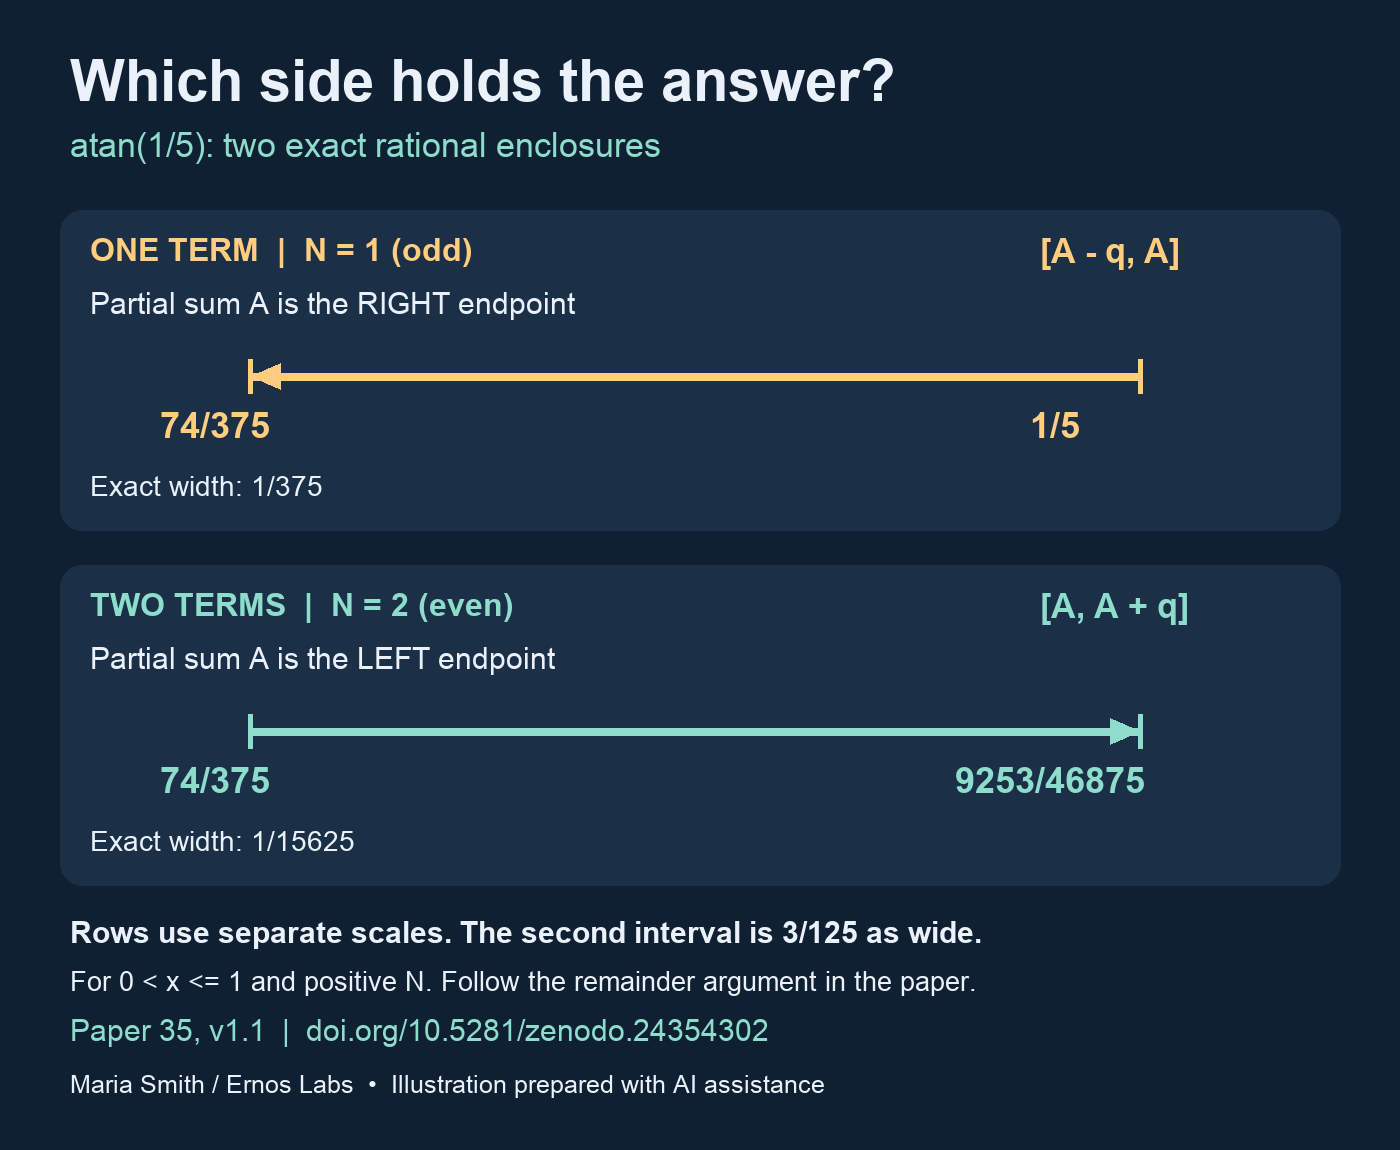 Which side holds the answer?
atan(1/5): two exact rational enclosures
ONE TERM | N = 1 (odd)
[A - q, A]
Partial sum A is the RIGHT endpoint
74/375
1/5
Exact width: 1/375
TWO TERMS | N = 2 (even)
[A, A + q]
Partial sum A is the LEFT endpoint
74/375
9253/46875
Exact width: 1/15625
Rows use separate scales. The second interval is 3/125 as wide.
For 0 < x <= 1 and positive N. Follow the remainder argument in the paper.
Paper 35, v1.1 | doi.org/10.5281/zenodo.24354302
Maria Smith / Ernos Labs • Illustration prepared with AI assistance